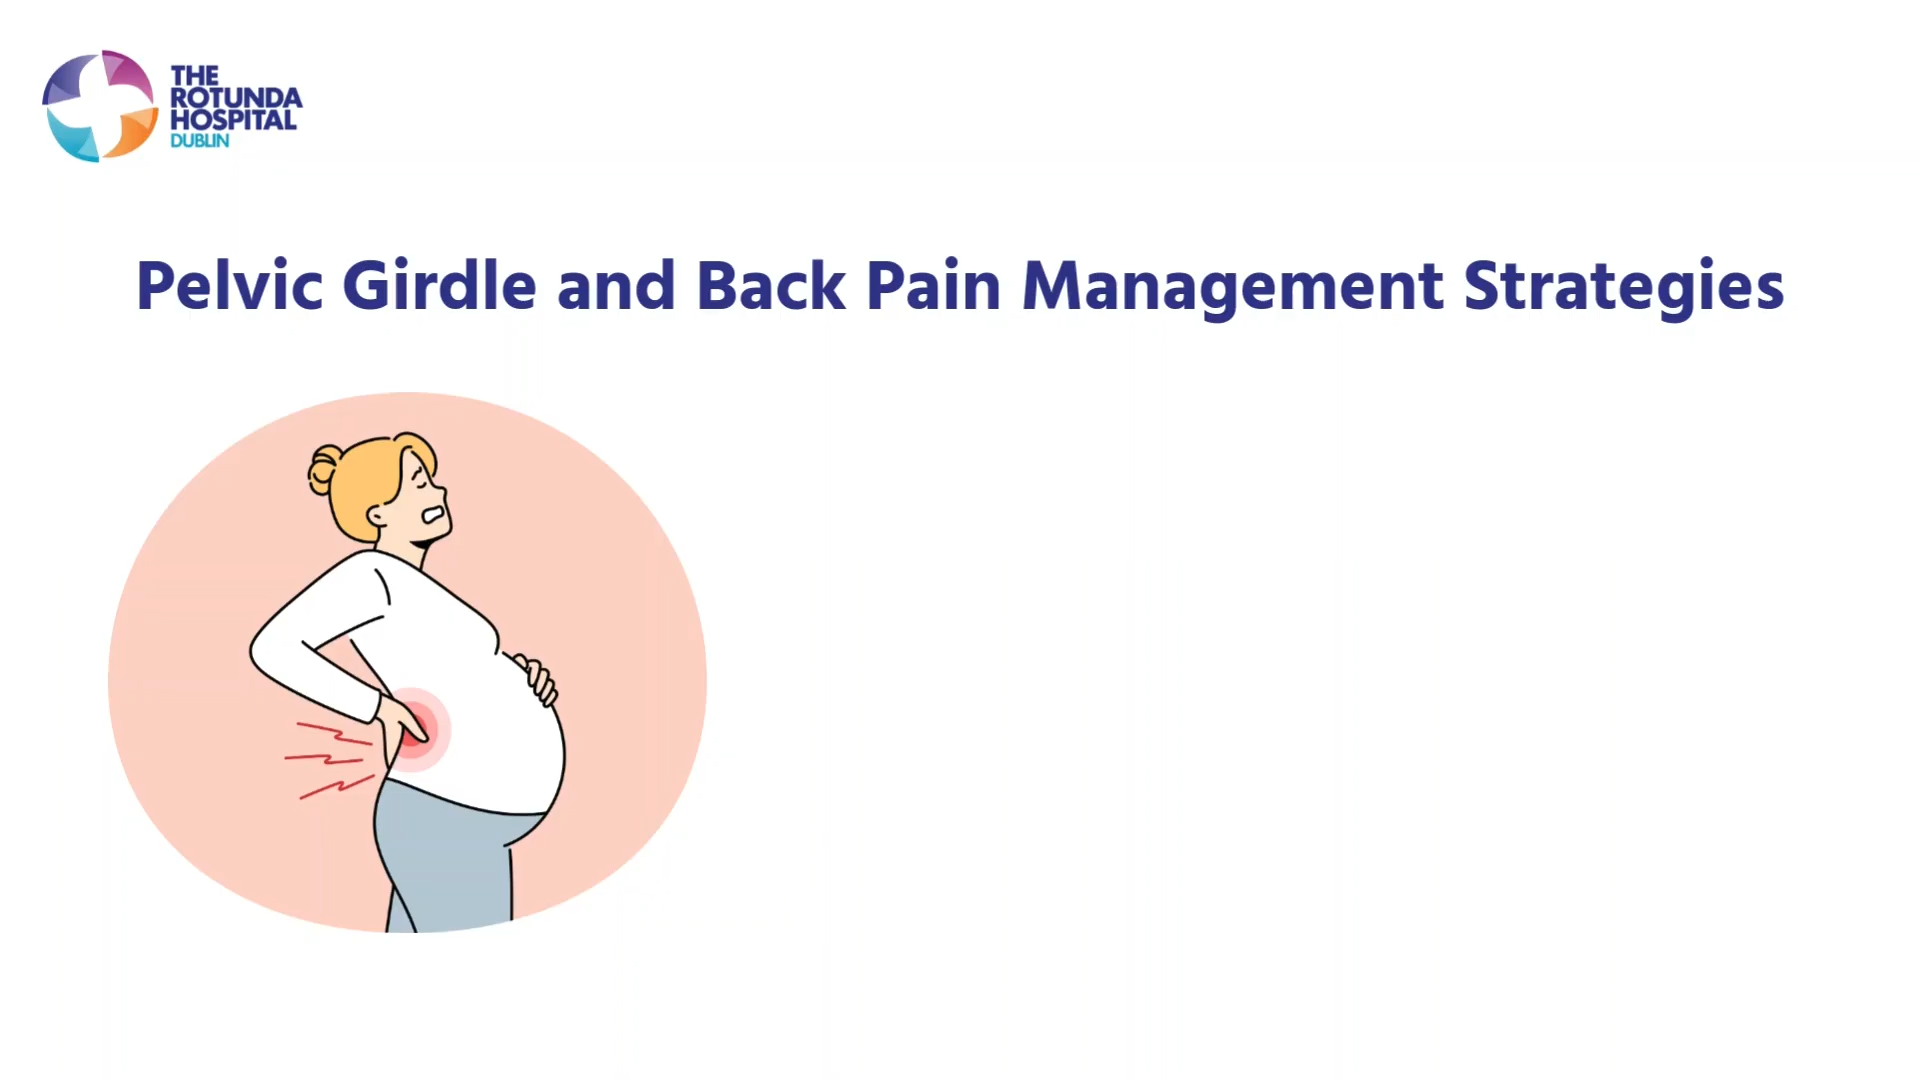 THE
ROTUNDA
HOSPITAL
DUBLIN
Pelvic Girdle and Back Pain Management Strategies